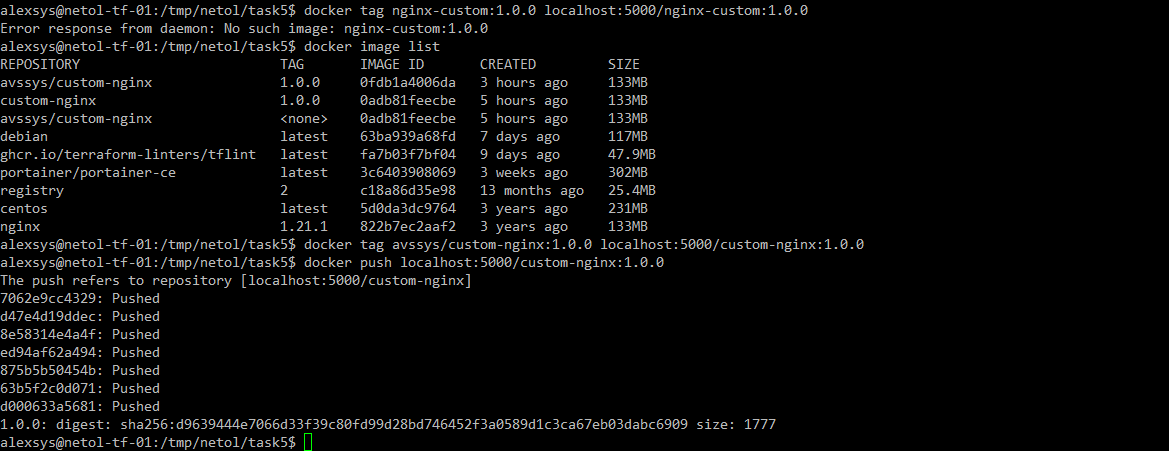 alexsys@netol-tf-01:/tmp/netol/task5$ docker tag nginx-custom:1.0.0 localhost:5000/nginx-custom:1.0.0
Error response from daemon: No such image: nginx-custom:1.0.0
alexsys@netol-tf-01:/tmp/netol/task5$ docker image list
REPOSITORY TAG IMAGE ID CREATED SIZE
avssys/custom-nginx 1.0.0 0fdb1a4006da 3 hours ago 133MB
custom-nginx 1.0.0 0adb81feecbe 5 hours ago 133MB
avssys/custom-nginx <none> 0adb81feecbe 5 hours ago 133MB
debian latest 63ba939a68fd 7 days ago 117MB
ghcr.io/terraform-linters/tflint latest fa7b03f7bf04 9 days ago 47.9MB
portainer/portainer-ce latest 3c6403908069 3 weeks ago 302MB
registry 2 c18a86d35e98 13 months ago 25.4MB
centos latest 5d0da3dc9764 3 years ago 231MB
nginx 1.21.1 822b7ec2aaf2 3 years ago 133MB
alexsys@netol-tf-01:/tmp/netol/task5$ docker tag avssys/custom-nginx:1.0.0 localhost:5000/custom-nginx:1.0.0
alexsys@netol-tf-01:/tmp/netol/task5$ docker push localhost:5000/custom-nginx:1.0.0
The push refers to repository [localhost:5000/custom-nginx]
7062e9cc4329: Pushed
d47e4d19ddec: Pushed
8e58314e4a4f: Pushed
ed94af62a494: Pushed
875b5b50454b: Pushed
63b5f2c0d071: Pushed
d000633a5681: Pushed
1.0.0: digest: sha256:d9639444e7066d33f39c80fd99d28bd746452f3a0589d1c3ca67eb03dabc6909 size: 1777
alexsys@netol-tf-01:/tmp/netol/task5$